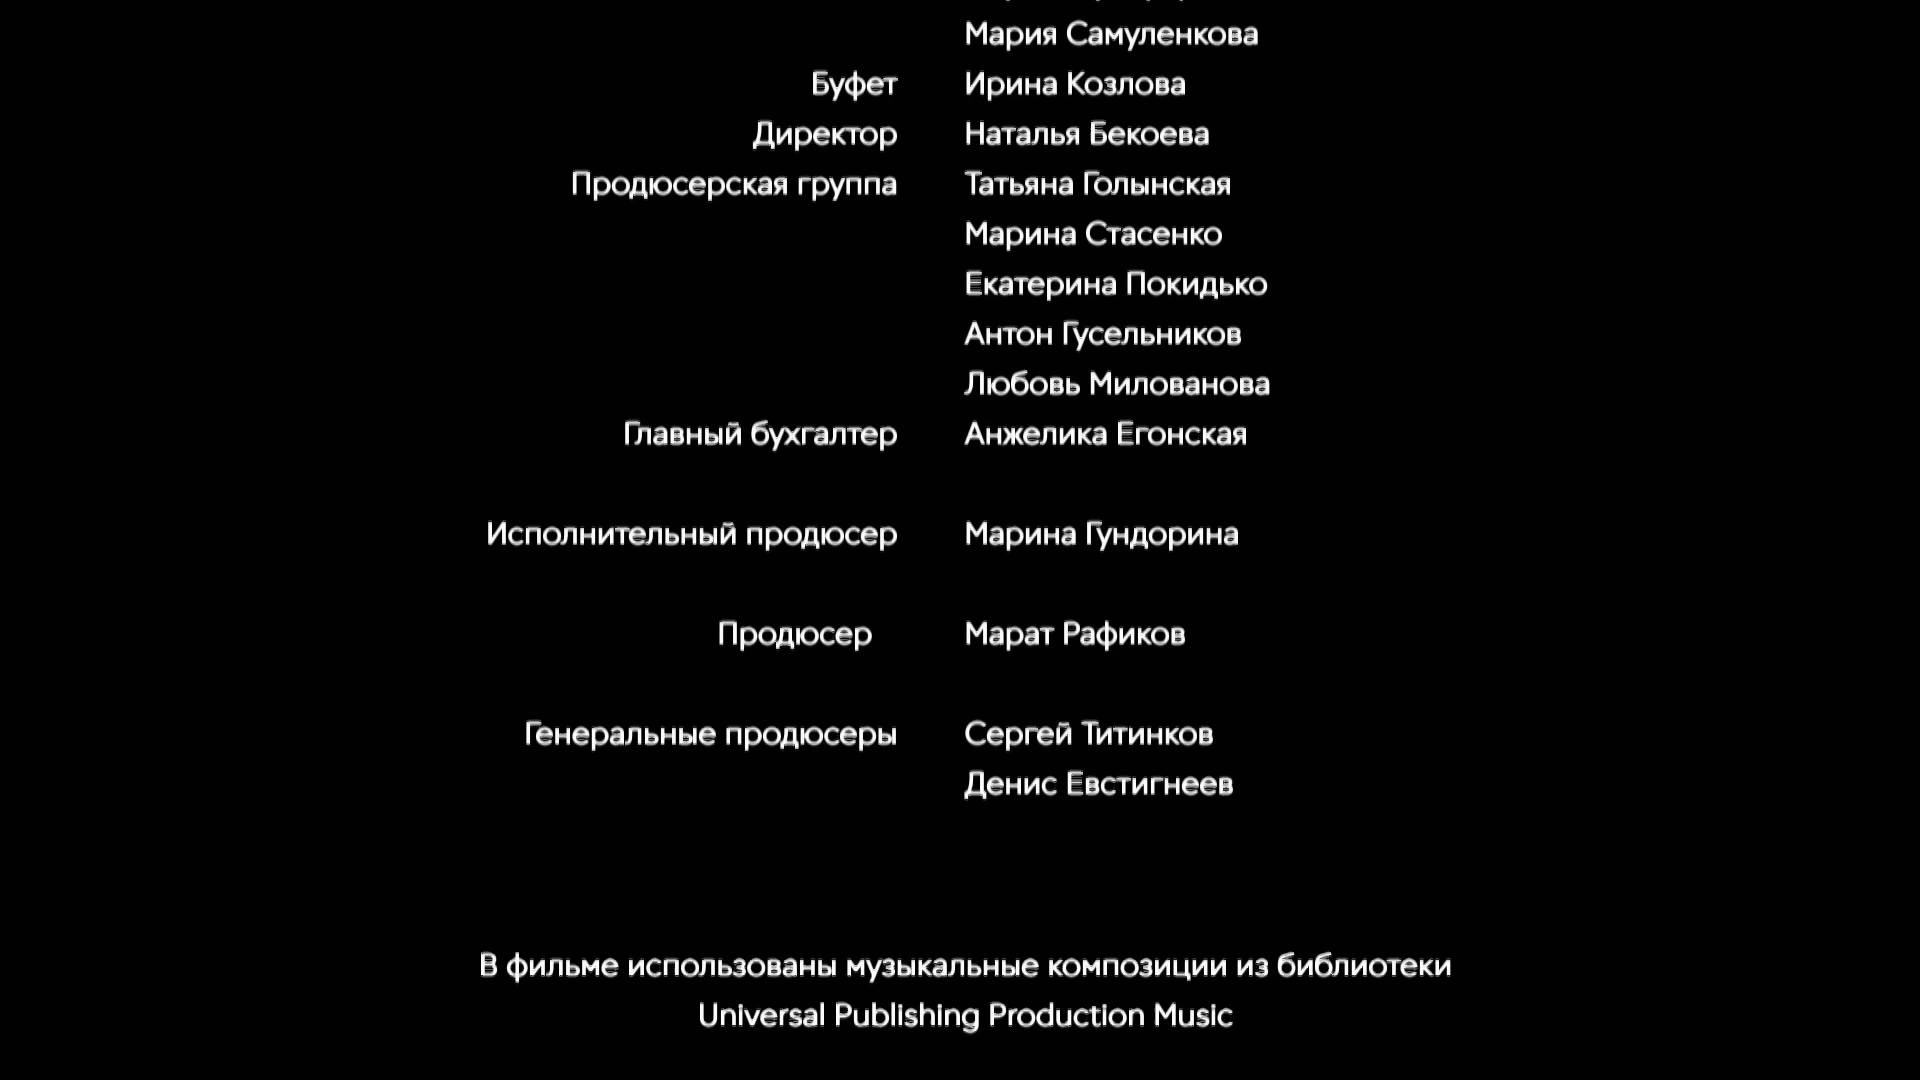 Мария Самуленкова
Буфет Ирина Козлова
Директор Наталья Бекоева
Продюсерская группа Татьяна Голынская
Марина Стасенко
Екатерина Покидько
Антон Гусельников
Любовь Милованова
Главный бухгалтер Анжелика Егонская
Исполнительный продюсер Марина Гундорина
Продюсер Марат Рафиков
Генеральные продюсеры Сергей Титинков
Денис Евстигнеев
В фильме использованы музыкальные композиции из библиотеки
Universal Publishing Production Music